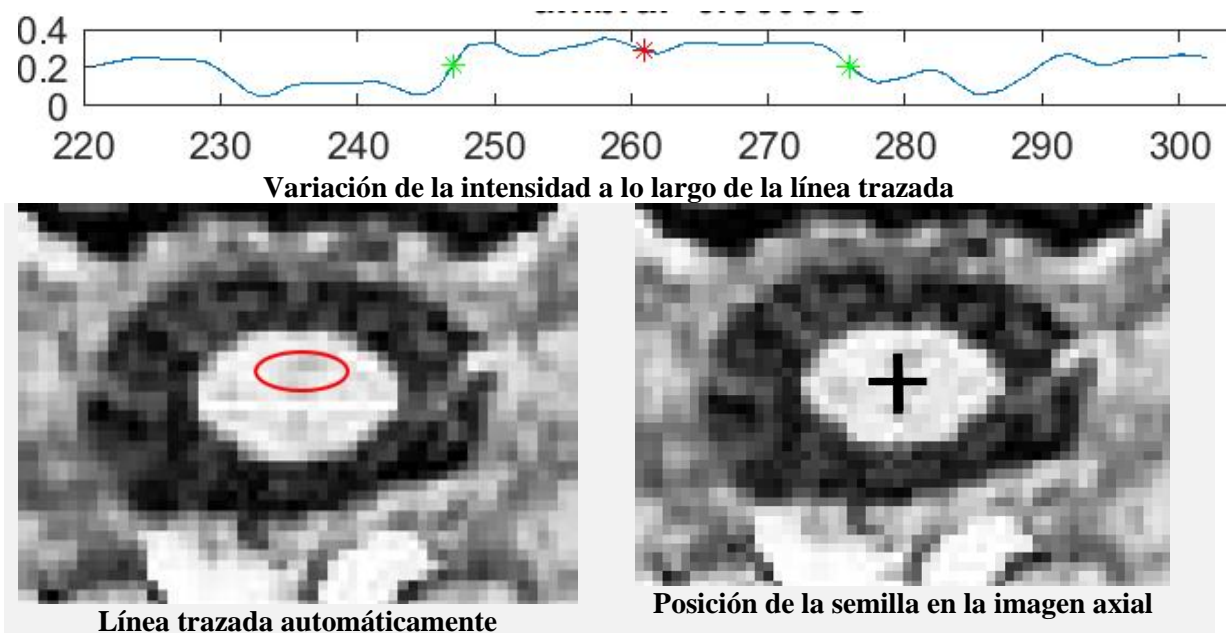 0.4
0.2
0
220 230 240 250 260 270 280 290 300
Variación de la intensidad a lo largo de la línea trazada
Posición de la semilla en la imagen axial
Línea trazada automáticamente